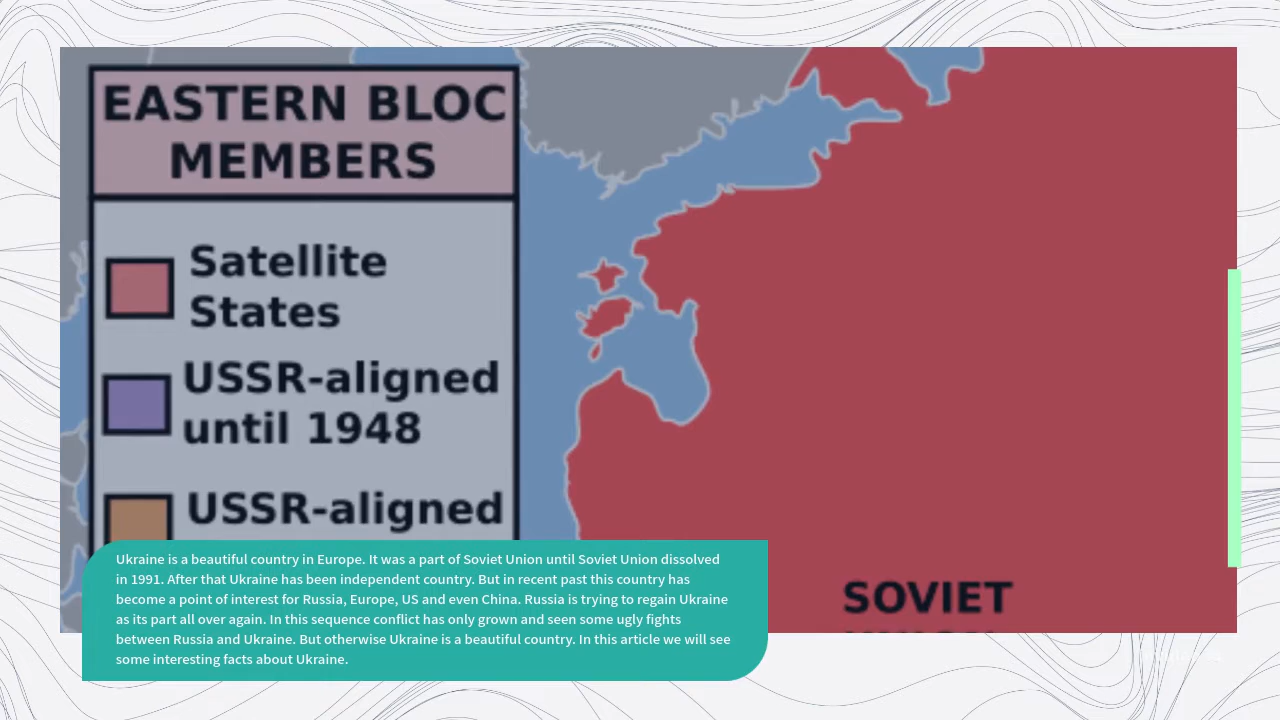 EASTERN BLOC
MEMBERS
Satellite
States
USSR-aligned
until 1948
USSR-aligned
SOVIET
Ukraine is a beautiful country in Europe. It was a part of Soviet Union until Soviet Union dissolved
in 1991. After that Ukraine has been independent country. But in recent past this country has
become a point of interest for Russia, Europe, US and even China. Russia is trying to regain Ukraine
as its part all over again. In this sequence conflict has only grown and seen some ugly fights
between Russia and Ukraine. But otherwise Ukraine is a beautiful country. In this article we will see
some interesting facts about Ukraine.